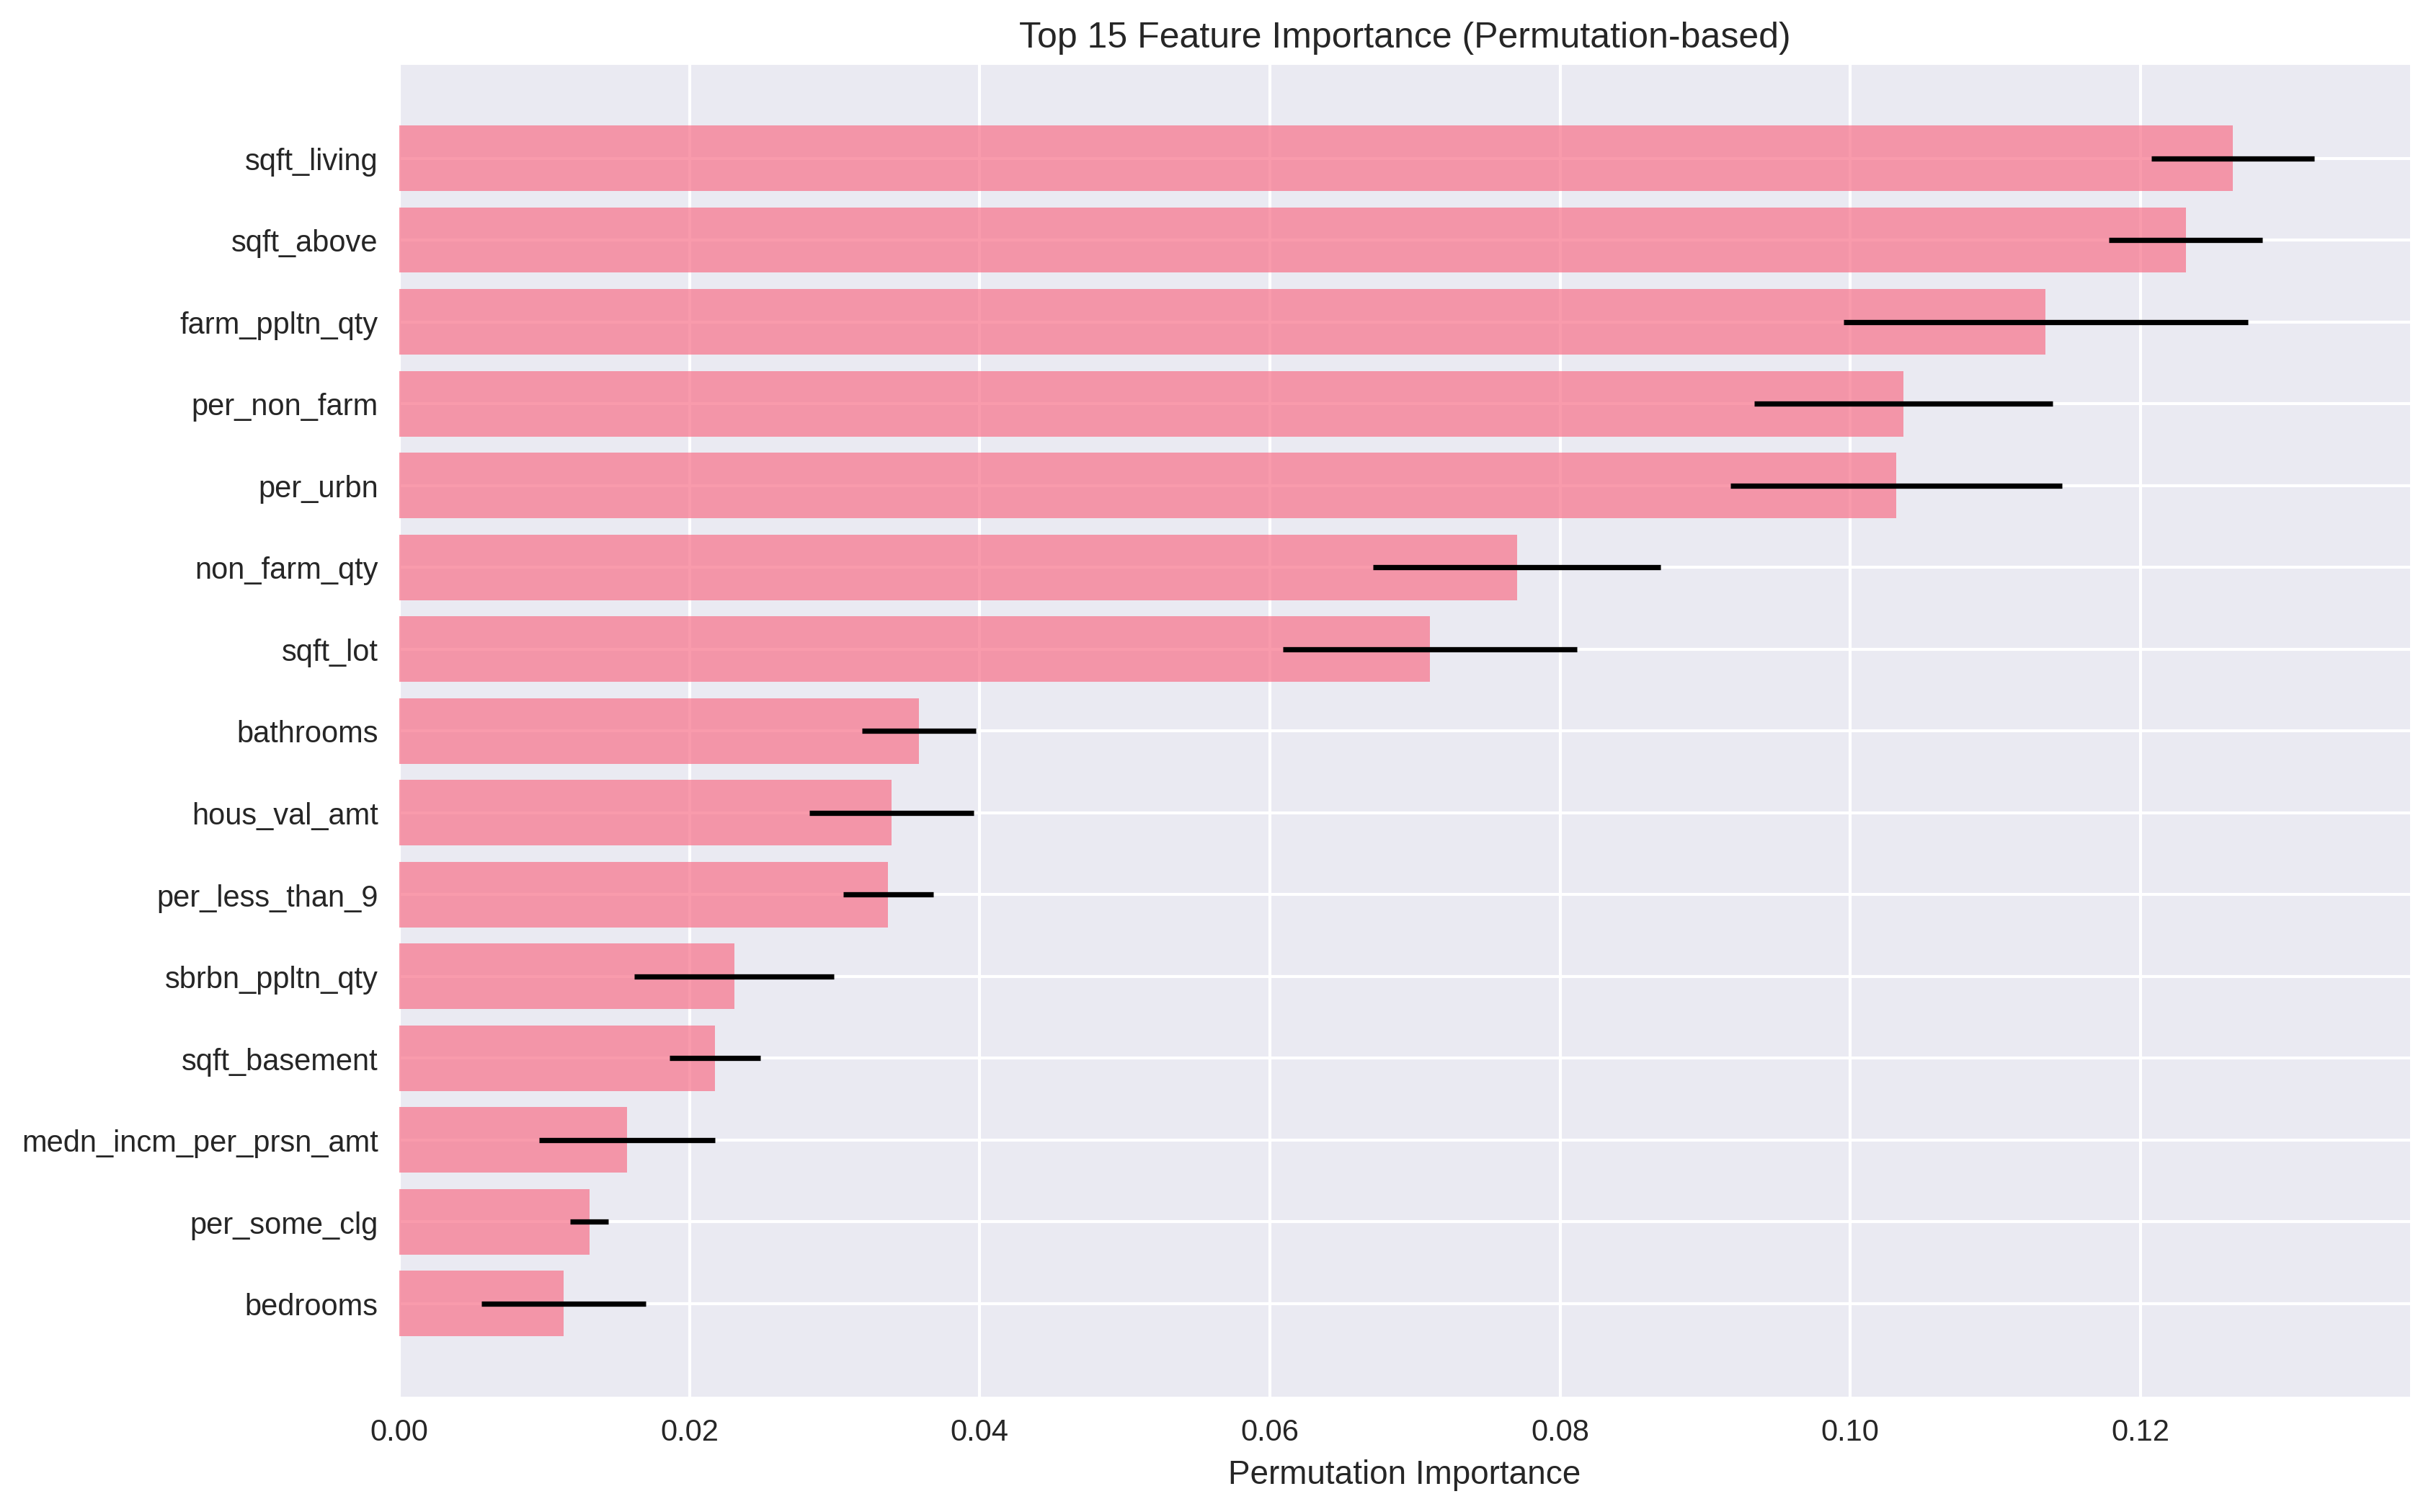 Top 15 Feature Importance (Permutation-based)
sqft_living
sqft_above
farm_ppltn_qty
per_non_farm
per_urbn
non_farm_qty
sqft_lot
bathrooms
hous_val_amt
per_less_than_9
sbrbn_ppltn_qty
sqft_basement
medn_incm_per_prsn_amt
per_some_clg
bedrooms
0.00 0.02 0.04 0.06 0.08 0.10 0.12
Permutation Importance